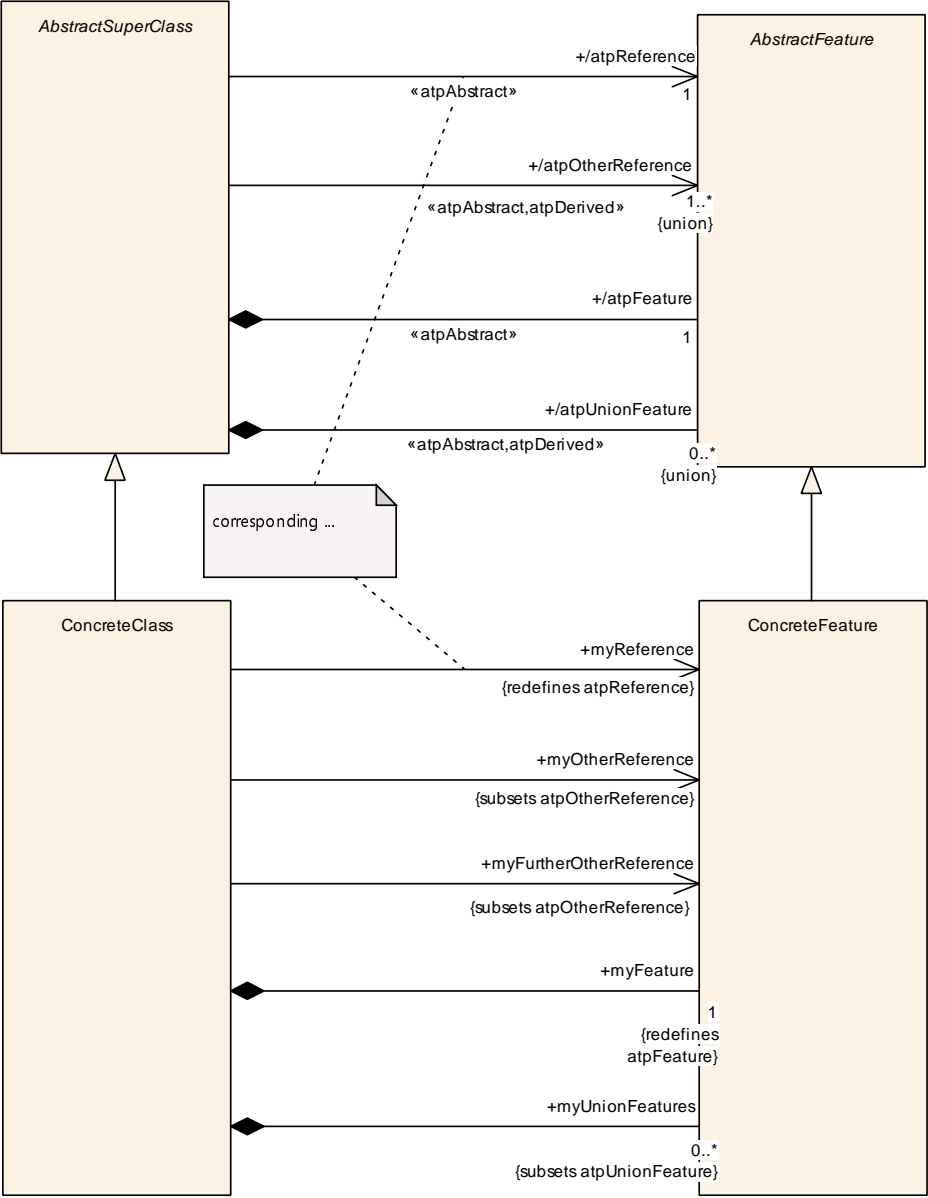 AbstractSuperClass
AbstractFeature
+/atpReference
«atpAbstract»
1
+/atpOtherReference
«atpAbstract,atpDerived»
1..*
{union}
+/atpFeature
«atpAbstract»
1
+/atpUnionFeature
«atpAbstract,atpDerived»
0..*
{union}
corresponding ...
ConcreteClass
ConcreteFeature
+myReference
{redefines atpReference}
+myOtherReference
{subsets atpOtherReference}
+myFurtherOtherReference
{subsets atpOtherReference}
+myFeature
1
{redefines
atpFeature}
+myUnionFeatures
0..*
{subsets atpUnionFeature}